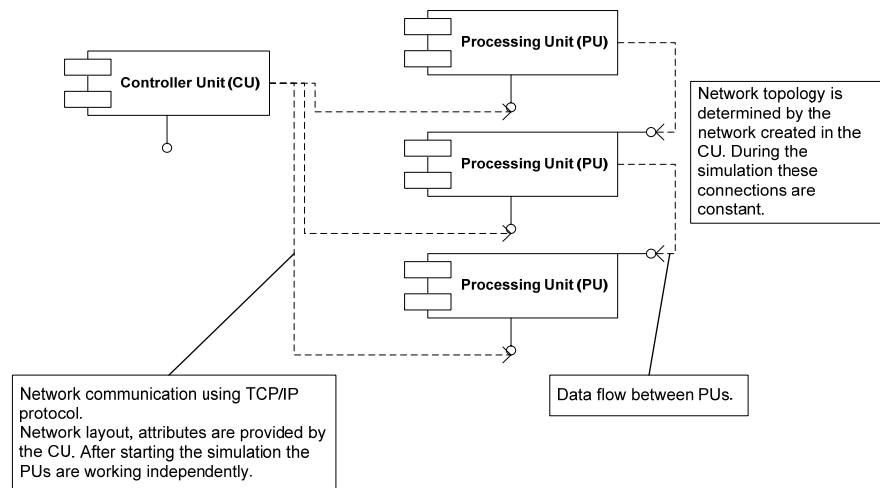 Processing Unit (PU)
Controller Unit (CU)
Network topology is
determined by the
network created in the
CU. During the
simulation these
connections are
constant.
Processing Unit (PU)
Processing Unit (PU)
Network communication using TCP/IP
protocol.
Network layout, attributes are provided by
the CU. After starting the simulation the
PUs are working independently.
Data flow between PUs.